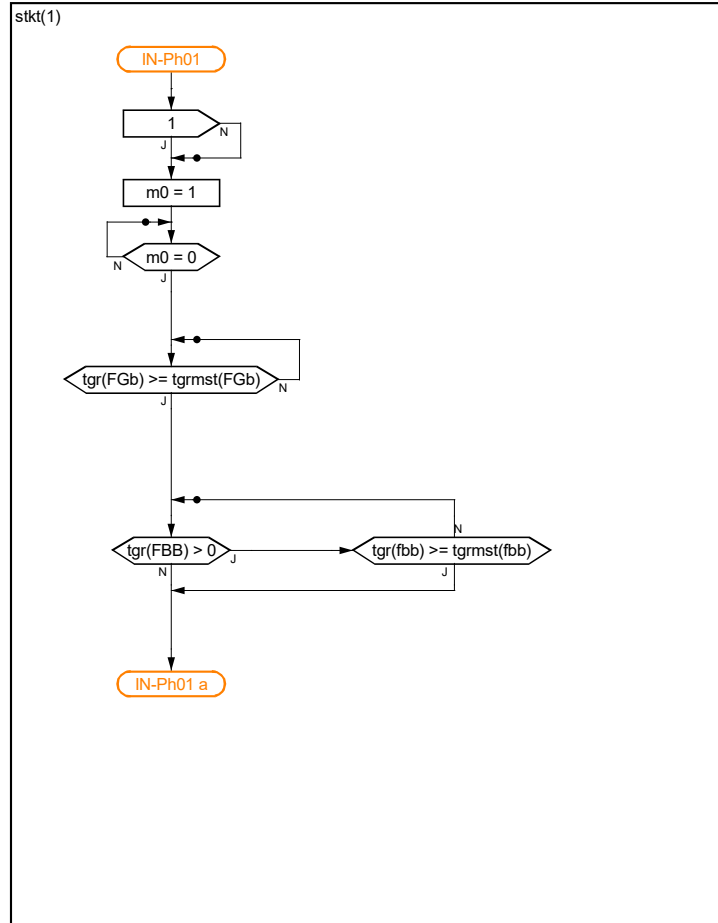 stkt(1)
IN-Ph01
1
N
J
m0 = 1
m0 = 0
N
J
tgr(FGb) >= tgrmst(FGb)
N
J
N
tgr(FBB) > 0
J
tgr(fbb) >= tgrmst(fbb)
N
J
IN-Ph01 a